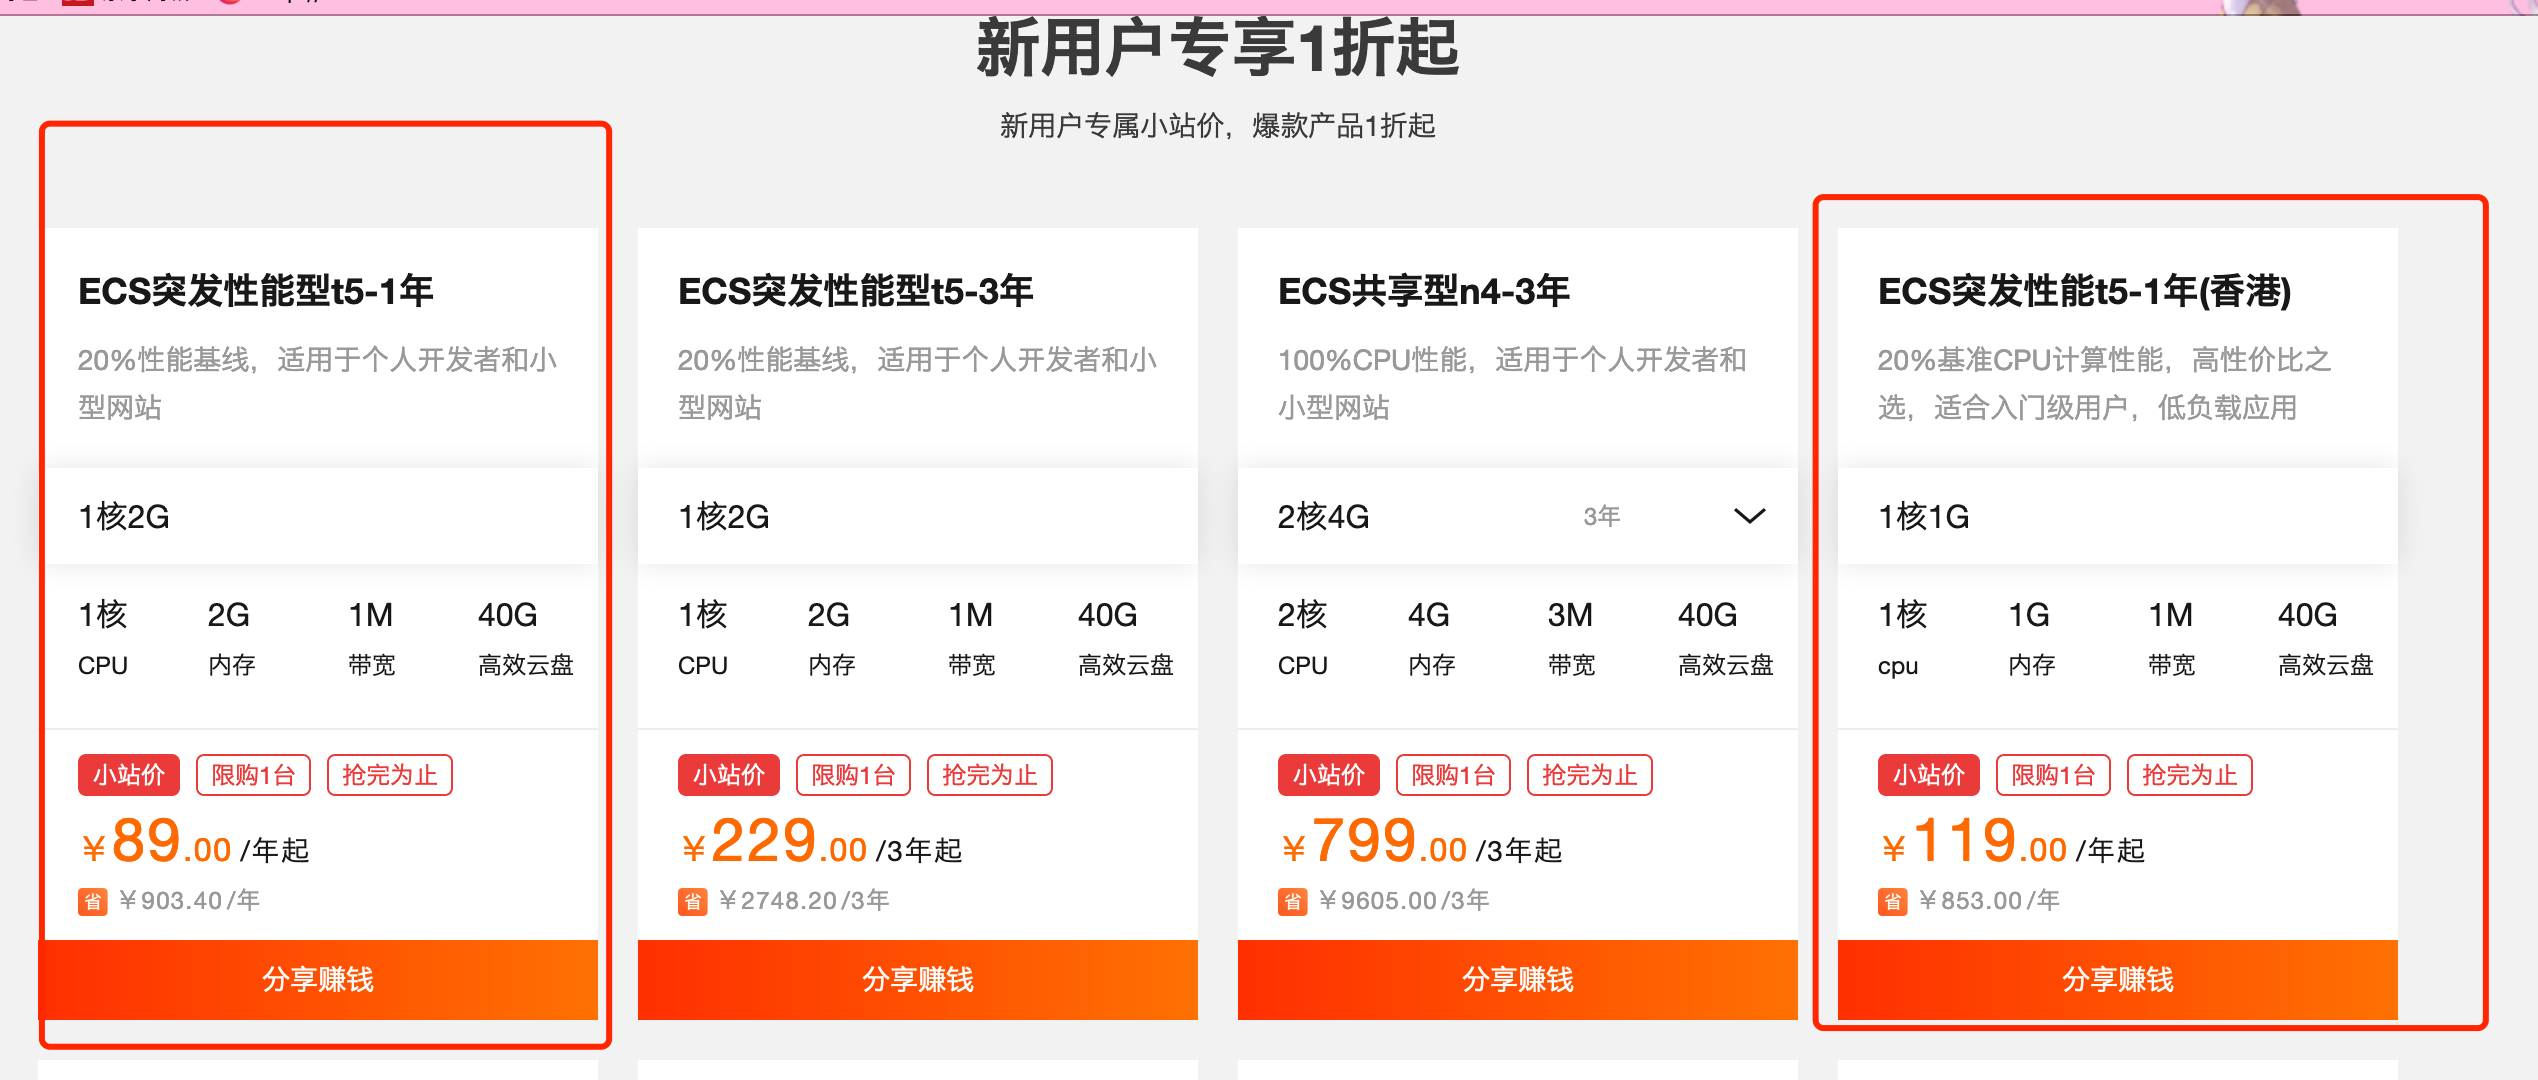 新用户专享1折起
新用户专属小站价，爆款产品1折起
ECS突发性能型t5-1年
20%性能基线，适用于个人开发者和小
型网站
1核2G
1核 2G 1M 40G
CPU 内存 带宽 高效云盘
小站价 限购1台 抢完为止
¥89.00 /年起
省 ¥903.40/年
分享赚钱
ECS突发性能型t5-3年
20%性能基线，适用于个人开发者和小
型网站
1核2G
1核 2G 1M 40G
CPU 内存 带宽 高效云盘
小站价 限购1台 抢完为止
¥229.00 /3年起
省 ¥2748.20/3年
分享赚钱
ECS共享型n4-3年
100%CPU性能，适用于个人开发者和
小型网站
2核4G 3年
2核 4G 3M 40G
CPU 内存 带宽 高效云盘
小站价 限购1台 抢完为止
¥799.00 /3年起
省 ¥9605.00/3年
分享赚钱
ECS突发性能t5-1年(香港)
20%基准CPU计算性能，高性价比之
选，适合入门级用户，低负载应用
1核1G
1核 1G 1M 40G
cpu 内存 带宽 高效云盘
小站价 限购1台 抢完为止
¥119.00 /年起
省 ¥853.00/年
分享赚钱